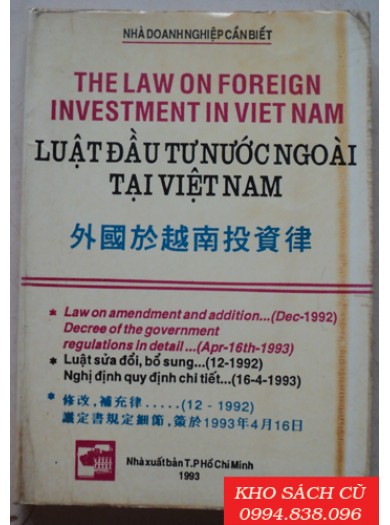 NHÀ DOANH NGHIỆP CẦN BIẾT
THE LAW ON FOREIGN
INVESTMENT IN VIET NAM
LUẬT ĐẦU TƯ NƯỚC NGOÀI
TẠI VIỆT NAM
外國於越南投資律
* Law on amendment and addition...(Dec-1992)
Decree of the government
regulations in detail ...(Apr-16th-1993)
* Luật sửa đổi, bổ sung...(12-1992)
Nghị định quy định chi tiết...(16-4-1993)
* 修改,補充律.....(12-1992)
議定書規定細節,簽於1993年4月16日
Nhà xuất bản T.P Hồ Chí Minh
1993
KHO SÁCH CŨ
0994.838.096